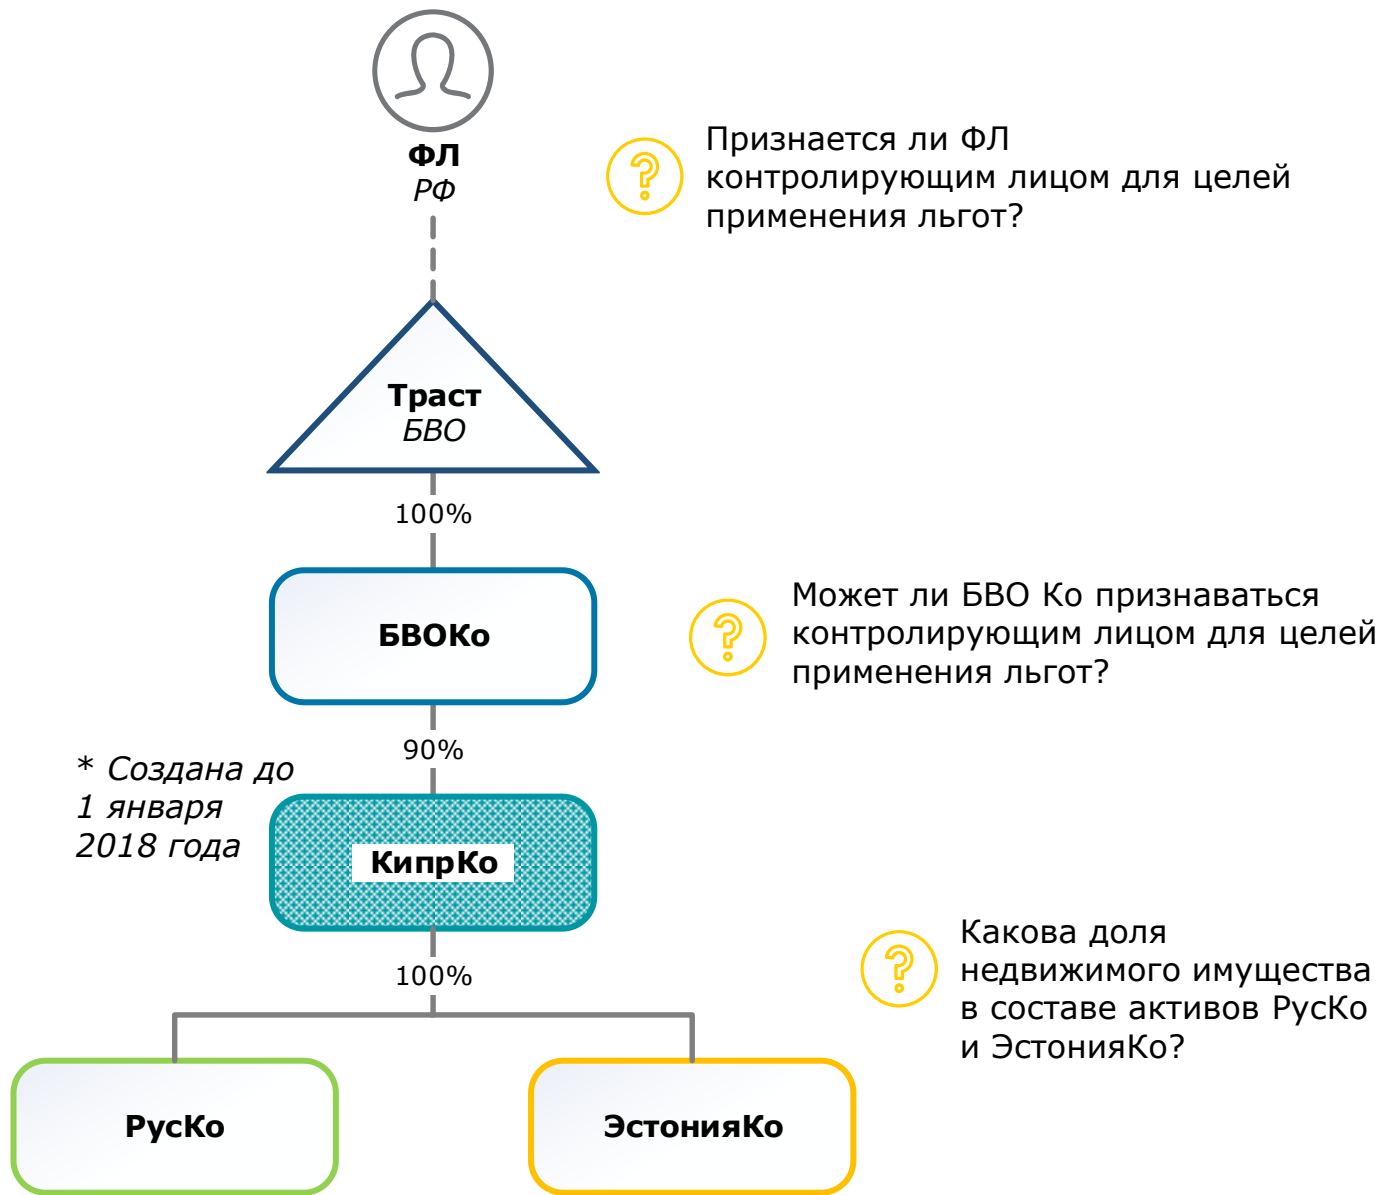 ФЛ
РФ
Признается ли ФЛ
контролирующим лицом для целей
применения льгот?
Траст
БВО
100%
БВОКо
Может ли БВО Ко признаваться
контролирующим лицом для целей
применения льгот?
90%
* Создана до
1 января
2018 года
КипрКо
100%
Какова доля
недвижимого имущества
в составе активов РусКо
и ЭстонияКо?
РусКо
ЭстонияКо